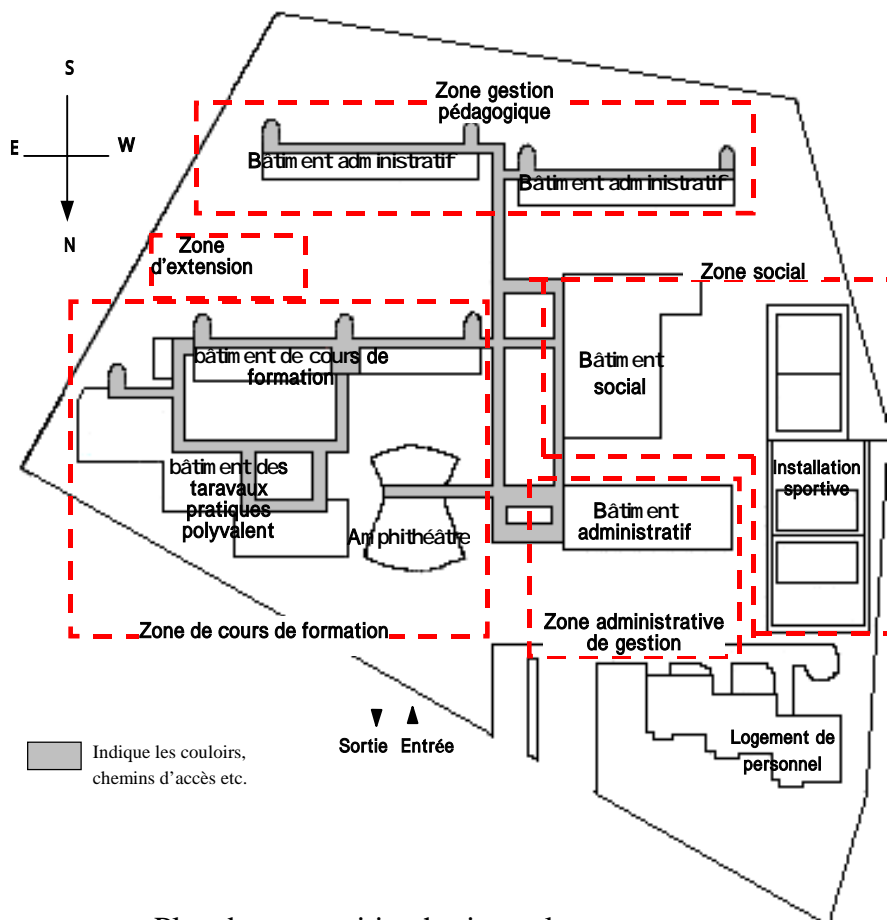 S
E
W
N
Zone gestion
pédagogique
Bâtiment administratif
Bâtiment administratif
Zone
d'extension
Zone social
bâtiment de cours de
formation
Bâtiment
social
bâtiment des
taravaux
pratiques
polyvalent
Amphithéâtre
Bâtiment
administratif
Installation
sportive
Zone de cours de formation
Zone administrative
de gestion
Sortie Entrée
Logement de
personnel
Indique les couloirs,
chemins d'accès etc.